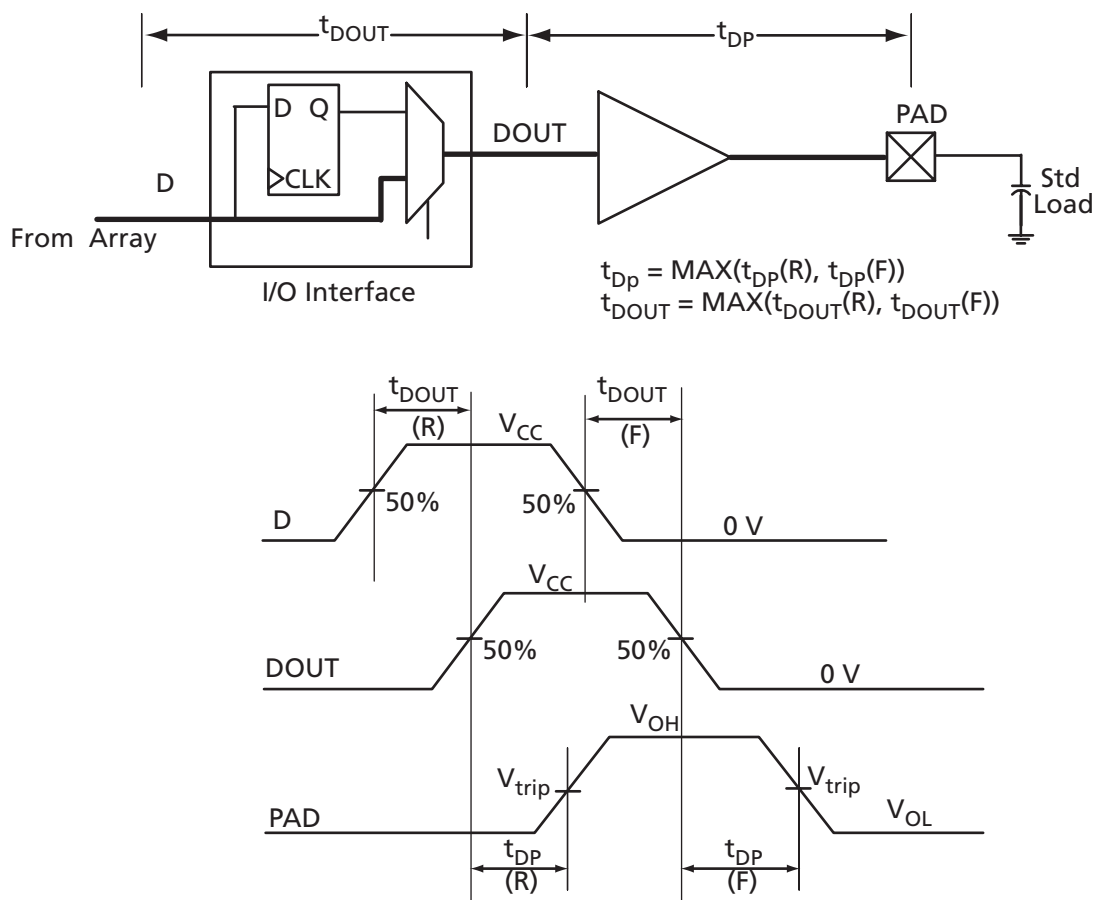 tDOUT
tDP
PAD
D Q
DOUT
D
CLK
Std
Load
From Array
I/O Interface
tDp = MAX(tDP(R), tDP(F))
tDOUT = MAX(tDOUT(R), tDOUT(F))
tDOUT
(R)
tDOUT
(F)
VCC
50%
50%
D
0 V
VCC
50%
50%
DOUT
0 V
VOH
Vtrip
Vtrip
PAD
VOL
tDP
(R)
tDP
(F)